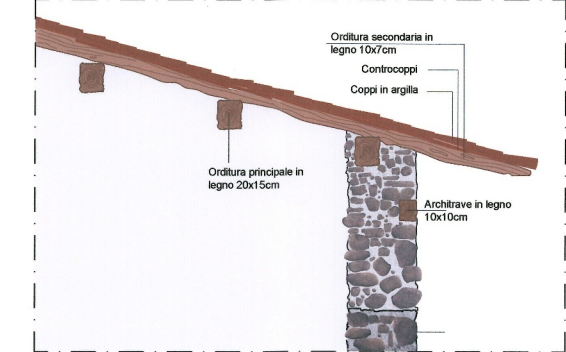 Orditura secondaria in
legno 10x7cm
Controcoppi
Coppi in argilla
Orditura principale in
legno 20x15cm
Architrave in legno
10x10cm